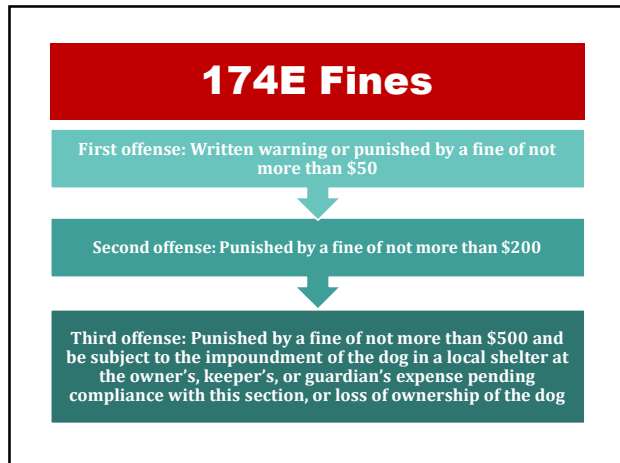 174E Fines
First offense: Written warning or punished by a fine of not
more than $50
Second offense: Punished by a fine of not more than $200
Third offense: Punished by a fine of not more than $500 and
be subject to the impoundment of the dog in a local shelter at
the owner’s, keeper’s, or guardian’s expense pending
compliance with this section, or loss of ownership of the dog